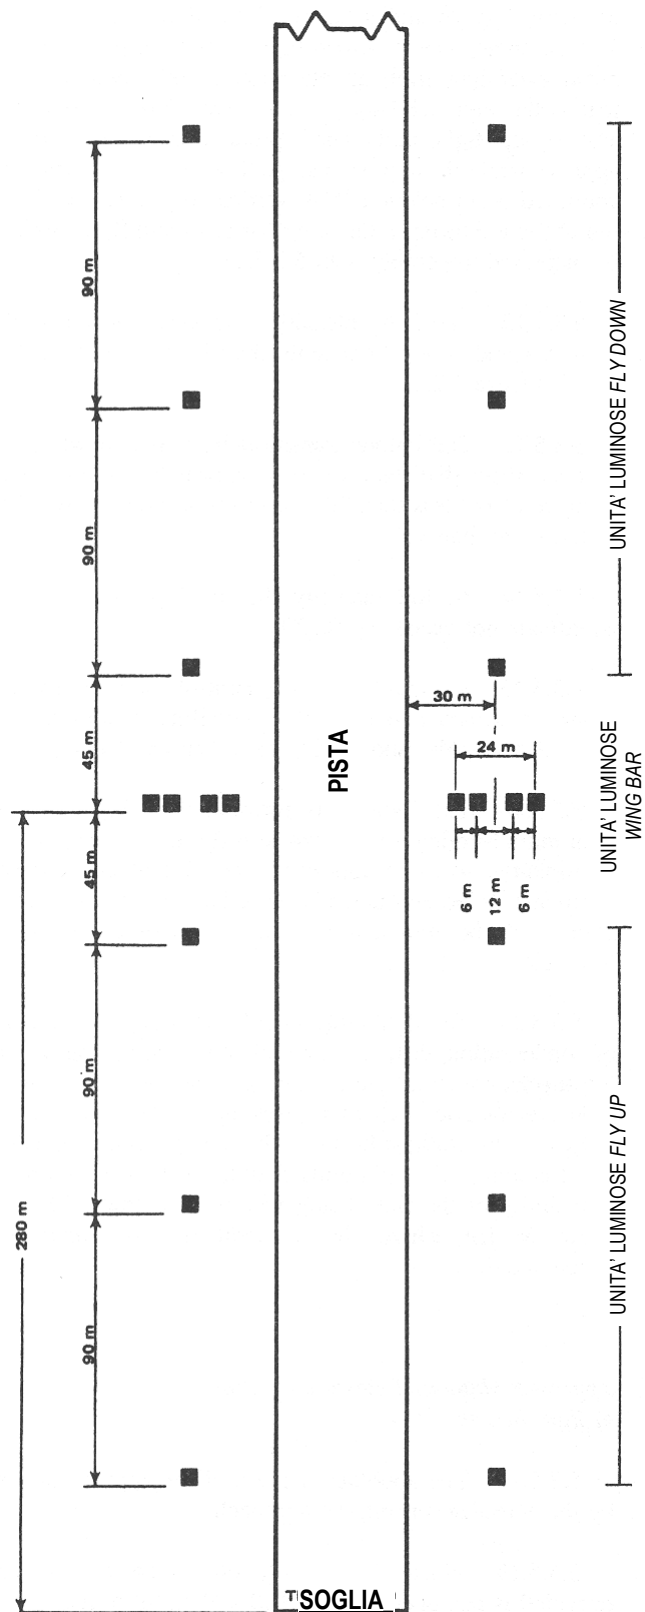 90 m
90 m
45 m
45 m
90 m
90 m
280 m
PISTA
30 m
24 m
6 m
12 m
6 m
UNITA' LUMINOSE FLY DOWN
UNITA' LUMINOSE
WING BAR
UNITA' LUMINOSE FLY UP
SOGLIA